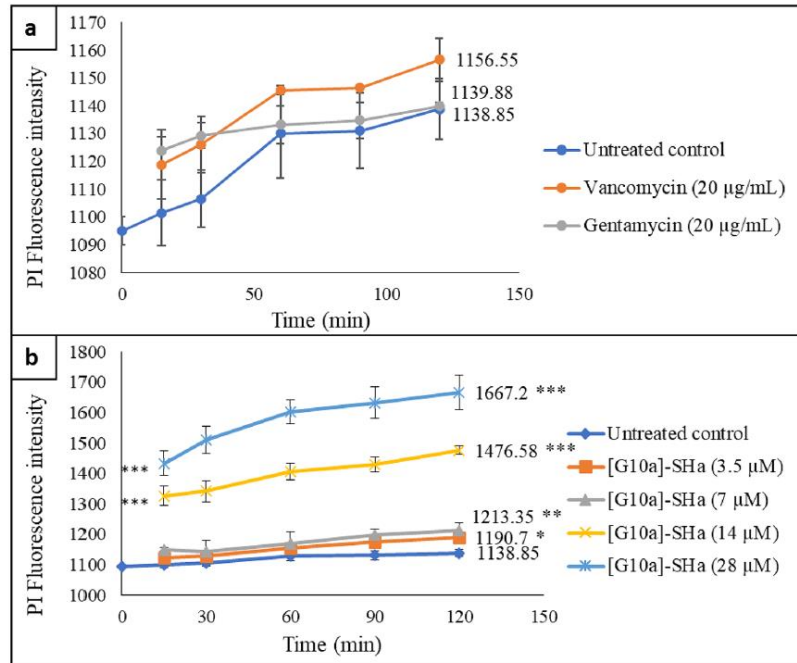 a
PI Fluorescence intensity
1170
1160
1150
1140
1130
1120
1110
1100
1090
1080
0
50
100
150
Time (min)
1156.55
1139.88
1138.85
Untreated control
Vancomycin (20 µg/mL)
Gentamycin (20 µg/mL)
b
PI Fluorescence intensity
1800
1700
1600
1500
1400
1300
1200
1100
1000
0
30
60
90
120
150
Time (min)
***
***
1667.2 ***
1476.58 ***
1213.35 **
1190.7 *
1138.85
Untreated control
[G10a]-SHa (3.5 µM)
[G10a]-SHa (7 µM)
[G10a]-SHa (14 µM)
[G10a]-SHa (28 µM)